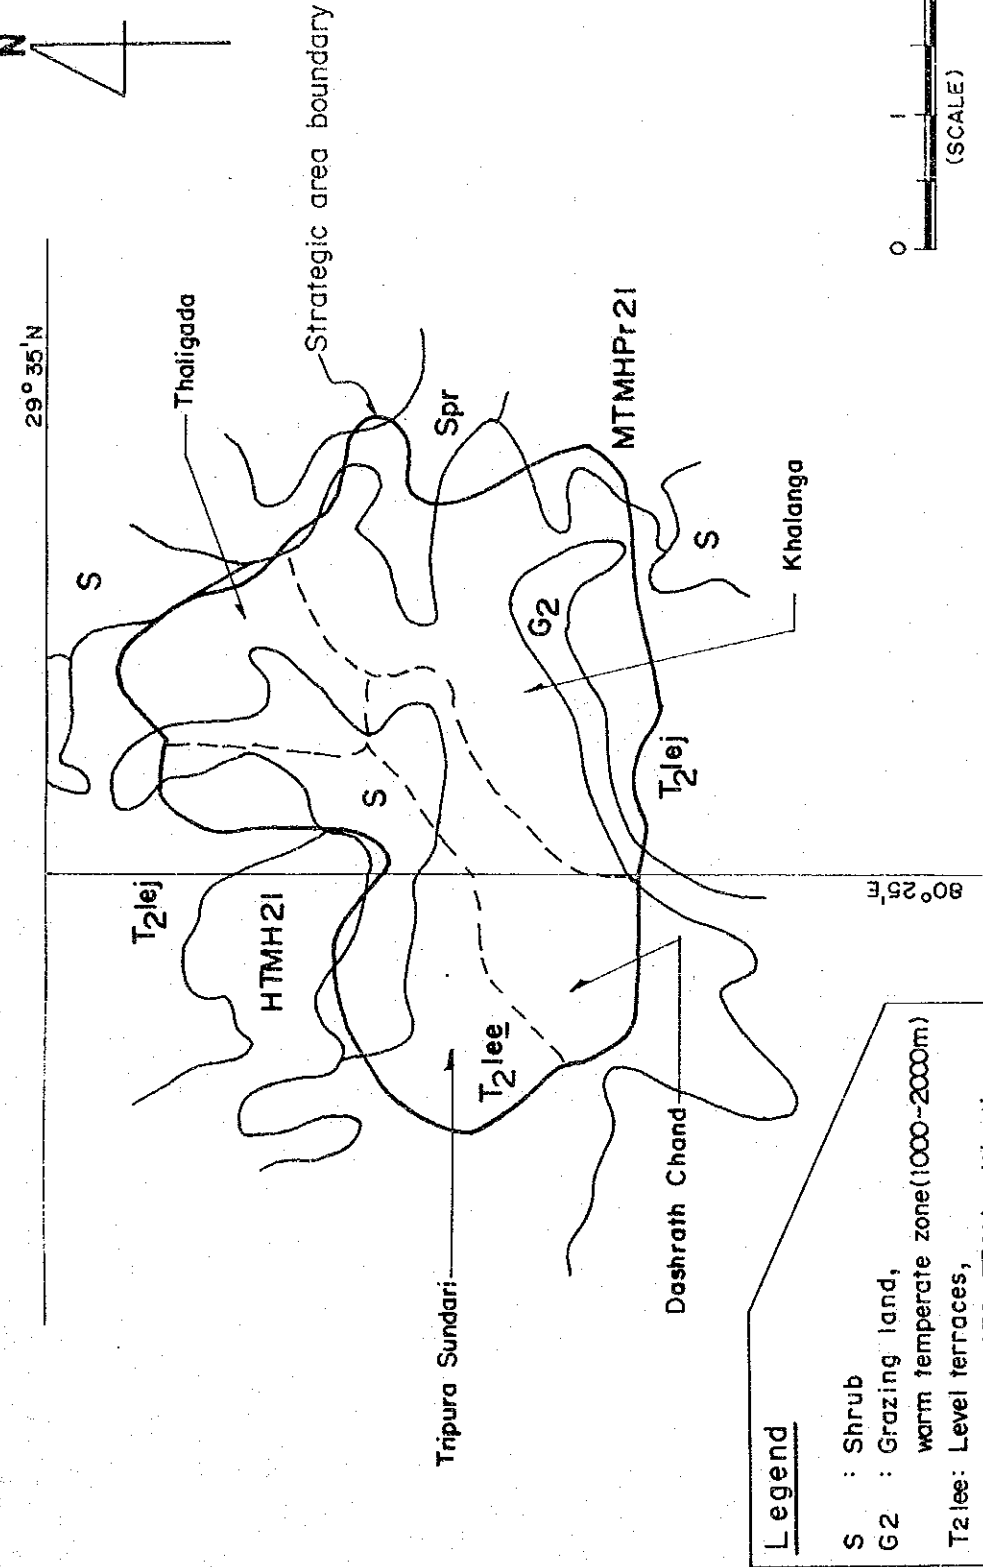 N
29°35'N
Thaligada
Strategic area boundary
S
T2lej
HTMH2l
S
Spr
MTMHPr2l
G2
S
Khalanga
T2lee
T2lej
Tripura Sundari
Dashrath Chand
80°25'E
0 1
(SCALE)
Legend
S : Shrub
G2 : Grazing land,
warm temperate zone(1000~2000m)
T2lee: Level terraces,